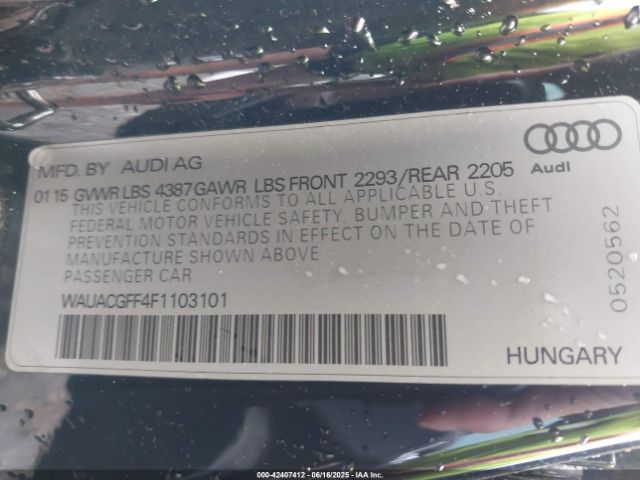 MFD. BY AUDI AG
01 15 GVWR LBS 4387 GAWR LBS FRONT 2293/REAR 2205
THIS VEHICLE CONFORMS TO ALL APPLICABLE U.S.
FEDERAL MOTOR VEHICLE SAFETY, BUMPER AND THEFT
PREVENTION STANDARDS IN EFFECT ON THE DATE OF
MANUFACTURE SHOWN ABOVE
PASSENGER CAR
WAUACGFF4F1103101
Audi
0520562
HUNGARY
000-42407412 - 06/16/2025 - IAA Inc.